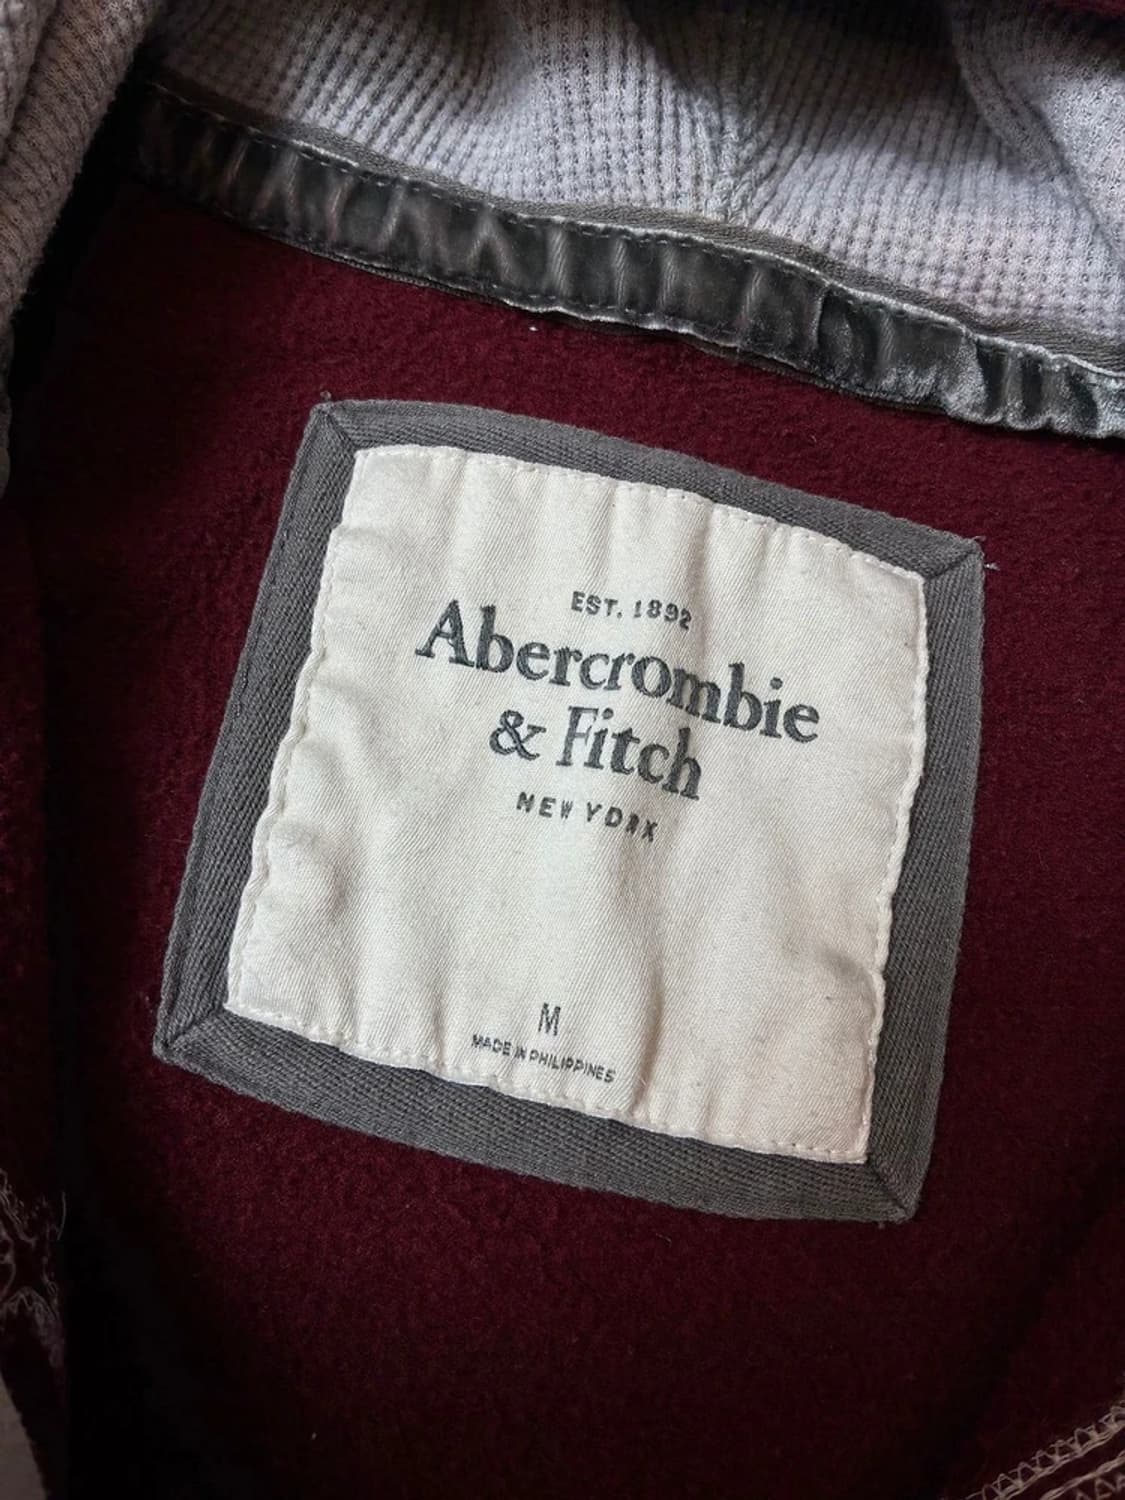 EST. 1892
Abercrombie
& Fitch
NEW YORK
M
MADE IN PHILIPPINES